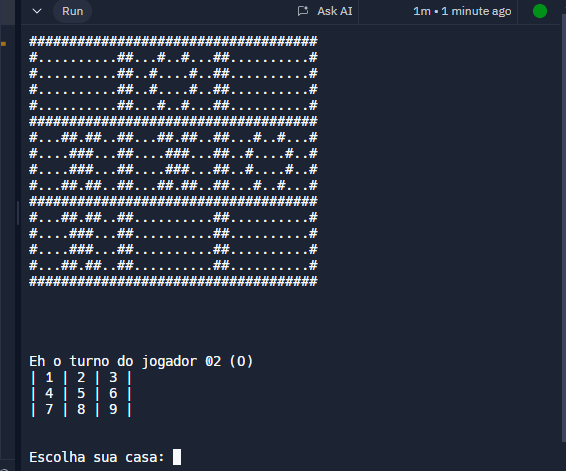 Run Ask AI 1m • 1 minute ago
####################################
#..........##...#..#...##..........#
#..........##..#....#..##..........#
#..........##..#....#..##..........#
#..........##...#..#...##..........#
####################################
#...##.##..##...##.##..##...#..#...#
#....###...##....###...##..#....#..#
#....###...##....###...##..#....#..#
#...##.##..##...##.##..##...#..#...#
####################################
#...##.##..##..........##..........#
#....###...##..........##..........#
#....###...##..........##..........#
#...##.##..##..........##..........#
####################################
Eh o turno do jogador 02 (O)
| 1 | 2 | 3 |
| 4 | 5 | 6 |
| 7 | 8 | 9 |
Escolha sua casa: